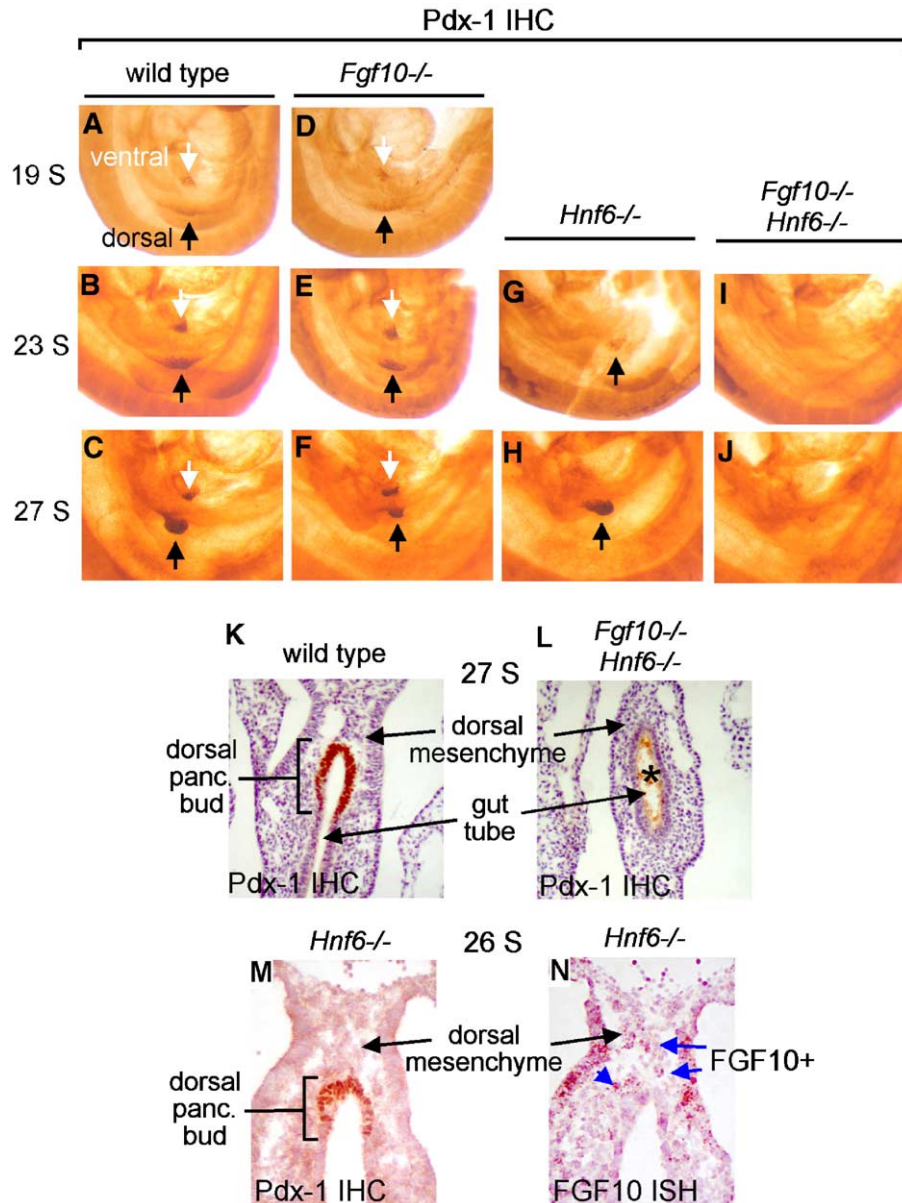 Pdx-1 IHC
wild type
Fgf10-/-
Hnf6-/-
Fgf10-/-
Hnf6-/-
19 S
A
ventral
dorsal
D
23 S
B
E
G
I
27 S
C
F
H
J
K
wild type
27 S
L
Fgf10-/-
Hnf6-/-
dorsal
panc.
bud
dorsal
mesenchyme
gut
tube
*
Pdx-1 IHC
Pdx-1 IHC
Hnf6-/-
26 S
Hnf6-/-
M
N
dorsal
mesenchyme
FGF10+
dorsal
panc.
bud
Pdx-1 IHC
FGF10 ISH